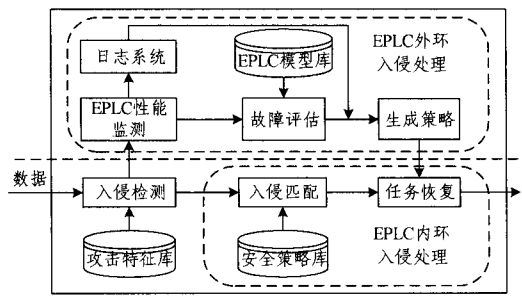 日志系统
EPLC模型库
EPLC外环
入侵处理
EPLC性能
监测
故障评估
生成策略
数据
入侵检测
入侵匹配
任务恢复
攻击特征库
安全策略库
EPLC内环
入侵处理